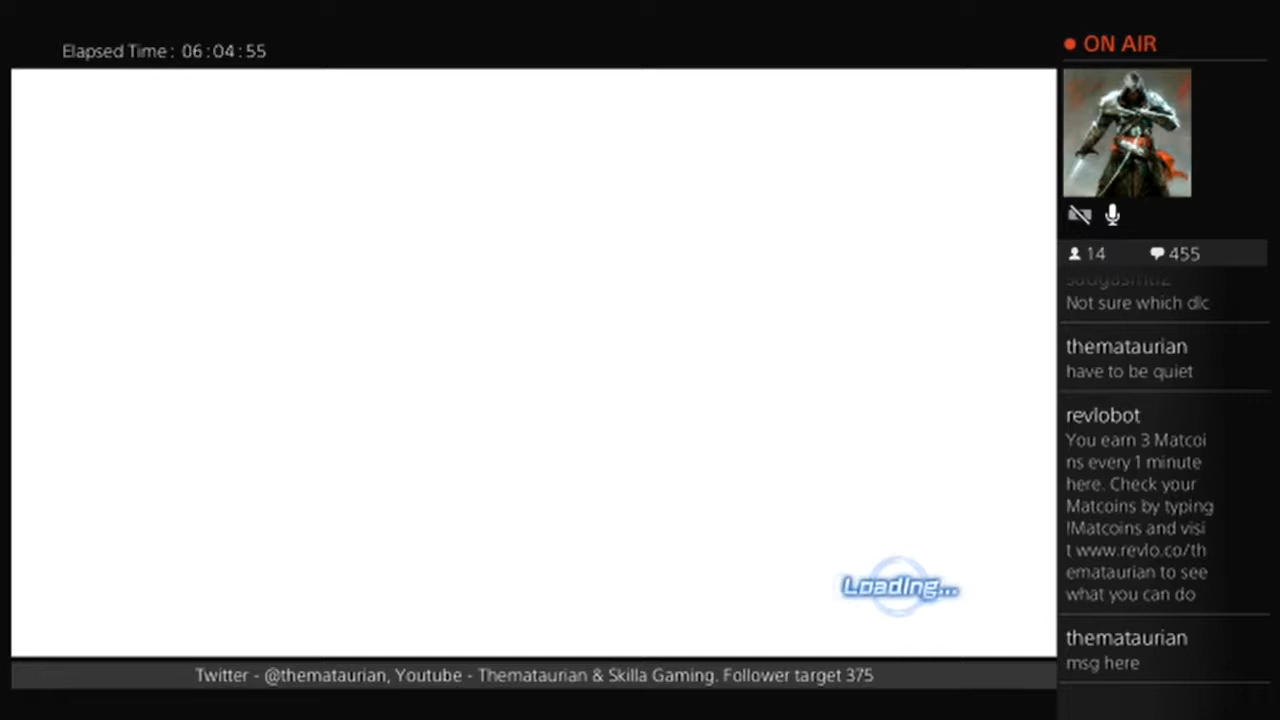 Elapsed Time : 06:04:55
ON AIR
14 455
Not sure which dlc
themataurian
have to be quiet
revlobot
You earn 3 Matcoi
ns every 1 minute
here. Check your
Matcoins by typing
!Matcoins and visi
t www.revlo.co/th
emataurian to see
what you can do
themataurian
msg here
Loading...
Twitter - @themataurian, Youtube - Themataurian & Skilla Gaming. Follower target 375